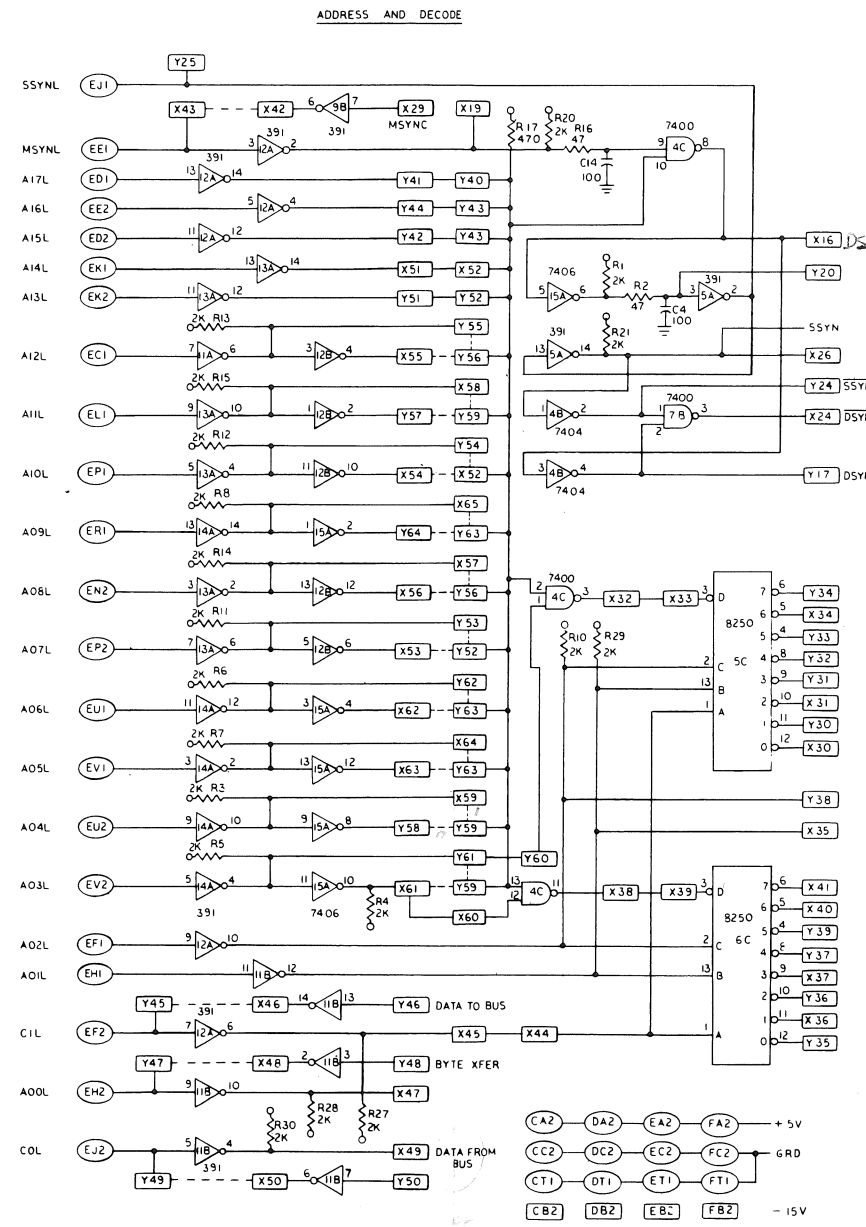 ADDRESS AND DECODE
Y25
SSYNL EJ1
X43 X42 6 9B 7 X29 X19
391 MSYNC
R17 470 R20 2K R16 47 7400
MSYNL EE1 3 12A 2 9 4C 8
391 10
C14 100
A17L ED1 13 12A 14 Y41 Y40
391
A16L EE2 5 12A 4 Y44 Y43
A15L ED2 11 12A 12 Y42 Y43 X16
A14L EK1 13 13A 14 X51 X52
7406 R1 2K R2 47 391 Y20
5 15A 6 5A 2
C4 100
A13L EK2 11 13A 12 Y51 Y52
2K R13 Y55
391 R21 2K SSYN
13 5A 14 X26
A12L EC1 7 11A 6 3 12B 4 X55 Y56
2K R15 X58
7400 Y24 SSY
1 4B 2 1 7B 3 X24 DSY
7404 2
A11L EL1 9 13A 10 1 12B 2 Y57 Y59
2K R12 Y54
A10L EP1 5 13A 4 11 12B 10 X54 X52
3 4B 4 Y17 DSY
7404
2K R8 X65
A09L ER1 13 14A 14 1 15A 2 Y64 Y63
2K R14 X57
A08L EN2 3 13A 2 13 12B 12 X56 Y56
7400
2 4C 3 X32 X33 3 D 7 6 Y34
1
6 5 X34
8250 5 4 Y33
5C 4 8 Y32
3 9 Y31
2 10 X31
1 11 Y30
0 12 X30
2 C
13 B
1 A
R10 2K R29 2K
2K R11 Y53
A07L EP2 7 13A 6 5 12B 6 X53 Y52
2K R6 Y62
A06L EU1 11 14A 12 3 15A 4 X62 Y63
2K R7 X64
A05L EV1 3 14A 2 13 15A 12 X63 Y63
2K R3 X59
Y38
X35
A04L EU2 9 14A 10 9 15A 8 Y58 Y59
2K R5 Y61 Y60
A03L EV2 5 14A 4 11 15A 10 X61 Y59 13 4C 11 X38 X39 3 D 7 6 X41
391 7406 R4 2K X60 12
6 5 X40
8250 5 4 Y39
6C 4 8 Y37
3 9 X37
2 10 Y36
1 11 X36
0 12 Y35
A02L EF1 9 12A 10 2 C
A01L EH1 11 11B 12 13 B
Y45 X46 14 11B 13 Y46 DATA TO BUS
391
C1L EF2 7 12A 6 X45 X44 1 A
Y47 X48 2 11B 3 Y48 BYTE XFER
A00L EH2 9 11B 10 X47
R30 2K R28 2K R27 2K
C0L EJ2 5 11B 4 X49 DATA FROM BUS
391
Y49 X50 6 11B 7 Y50
CA2 DA2 EA2 FA2 +5V
CC2 DC2 EC2 FC2 GRD
CT1 DT1 ET1 FT1
CB2 DB2 EB2 FB2 -15V